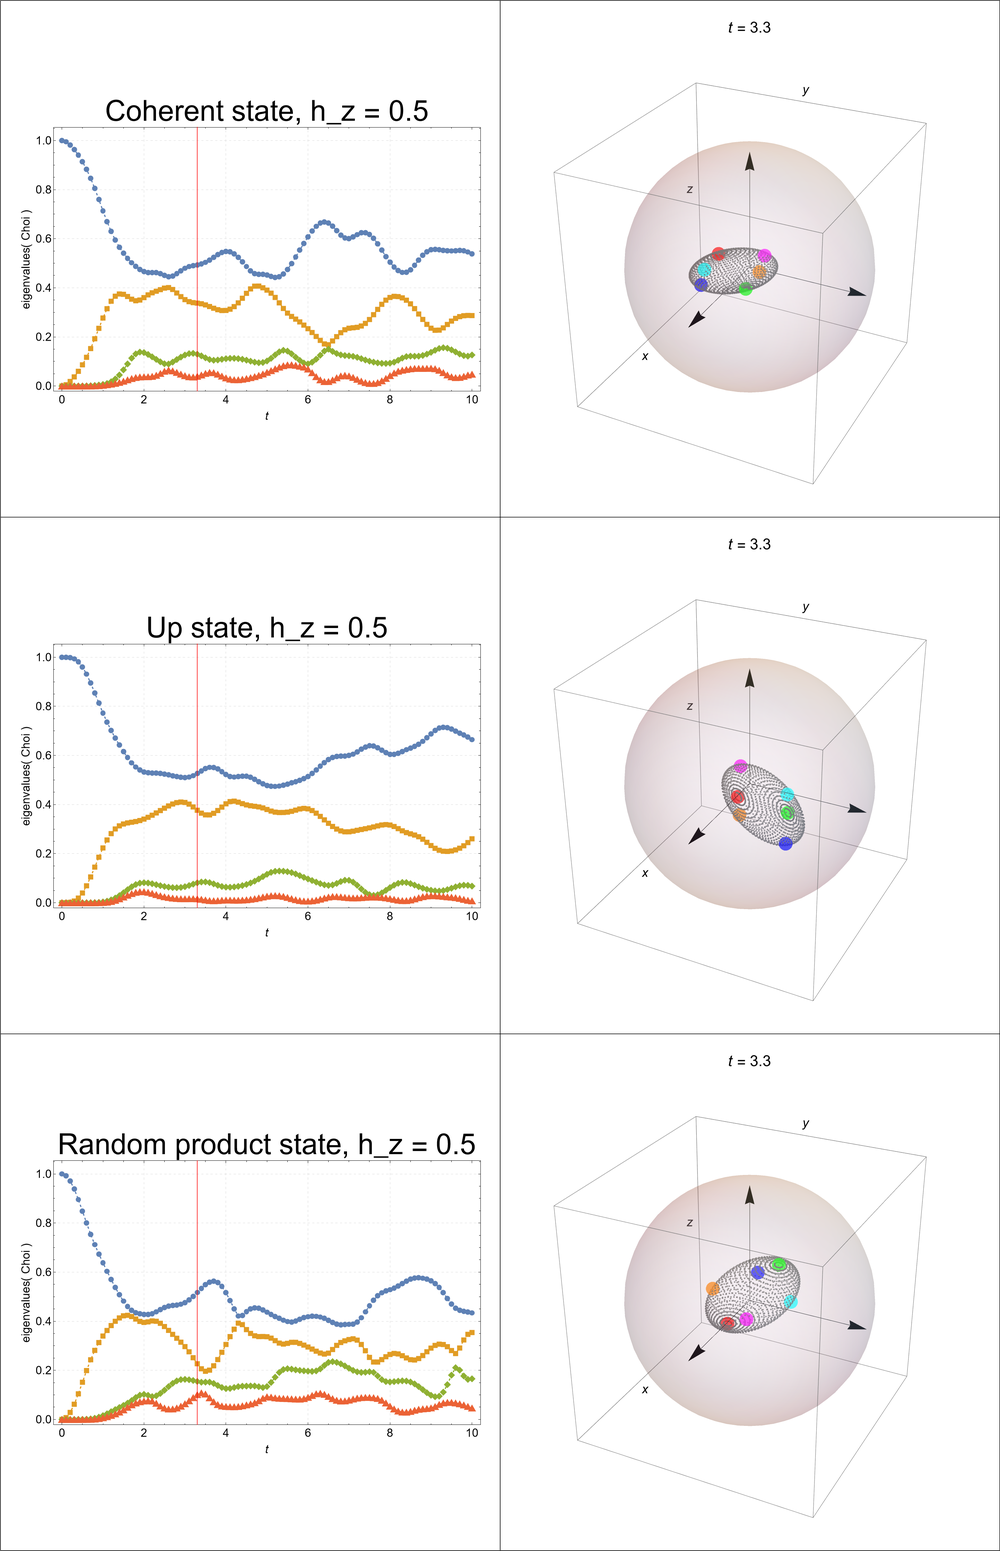 t = 3.3
Coherent state, h_z = 0.5
eigenvalues( Choi )
1.0
0.8
0.6
0.4
0.2
0.0
0 2 4 6 8 10
t
y
z
x
t = 3.3
Up state, h_z = 0.5
eigenvalues( Choi )
1.0
0.8
0.6
0.4
0.2
0.0
0 2 4 6 8 10
t
y
z
x
t = 3.3
Random product state, h_z = 0.5
eigenvalues( Choi )
1.0
0.8
0.6
0.4
0.2
0.0
0 2 4 6 8 10
t
y
z
x